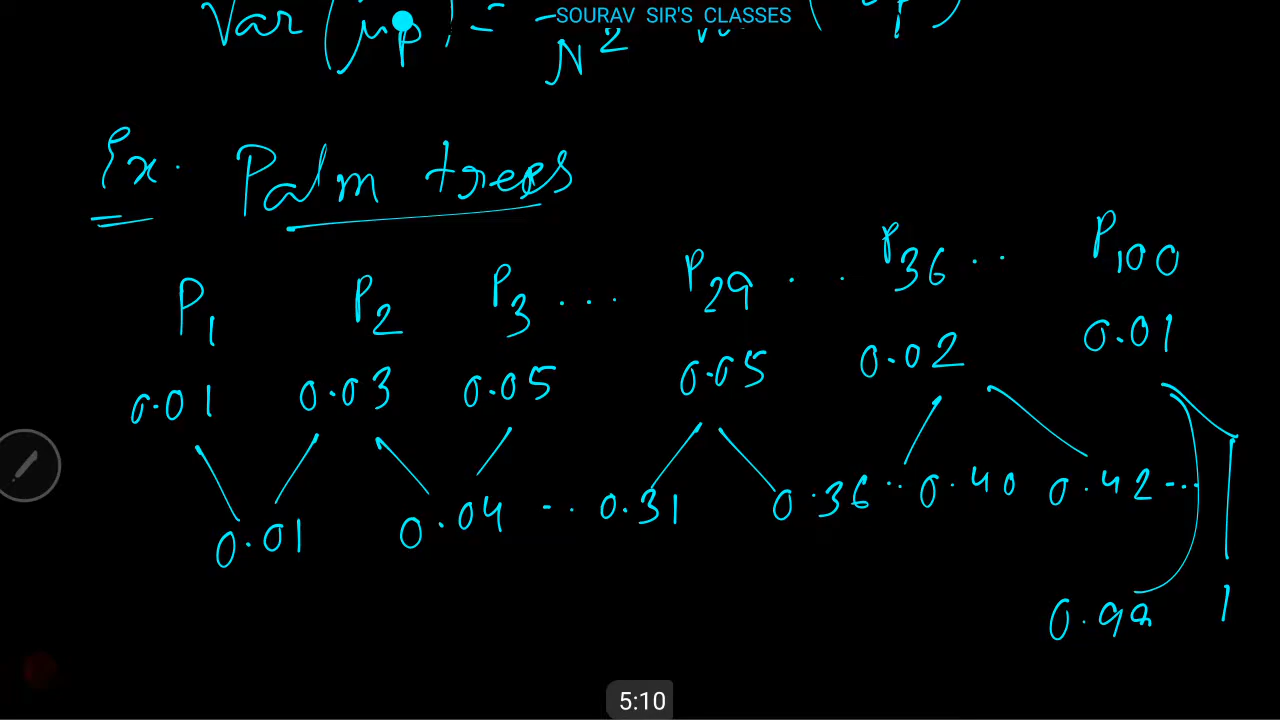 SOURAV SIR'S CLASSES
Var (μ̂p) =
N²
Ex. Palm trees
P₁ P₂ P₃ ... P₂₉ .. P₃₆ .. P₁₀₀
0.01 0.03 0.05 0.05 0.02 0.01
0.01 0.04 ... 0.31 0.36 .. 0.40 0.42 ...
0.99 1
5:10